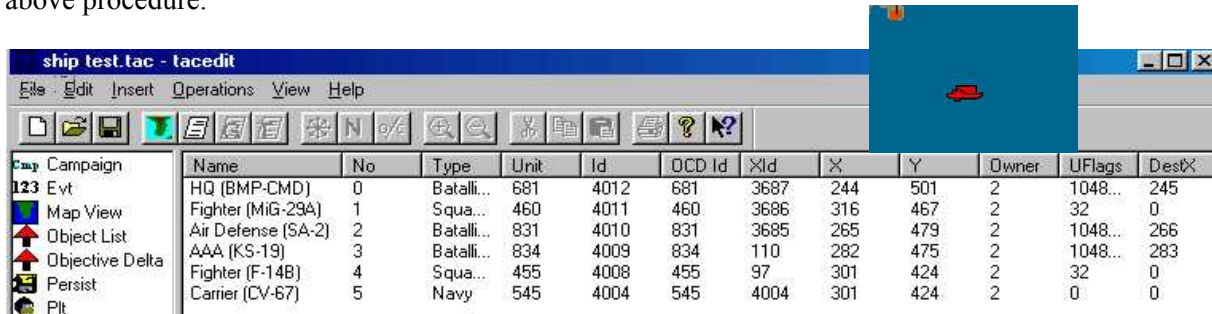 above procedure.
ship test.tac - tacedit
File Edit Insert Operations View Help
N o/c
Cmp Campaign
123 Evt
Map View
Object List
Objective Delta
Persist
Plt
Name No Type Unit Id OCD Id XId X Y Owner UFlags DestX
HQ (BMP-CMD) 0 Batalli... 681 4012 681 3687 244 501 2 1048... 245
Fighter (MiG-29A) 1 Squa... 460 4011 460 3686 316 467 2 32 0
Air Defense (SA-2) 2 Batalli... 831 4010 831 3685 265 479 2 1048... 266
AAA (KS-19) 3 Batalli... 834 4009 834 110 282 475 2 1048... 283
Fighter (F-14B) 4 Squa... 455 4008 455 97 301 424 2 32 0
Carrier (CV-67) 5 Navy 545 4004 545 4004 301 424 2 0 0